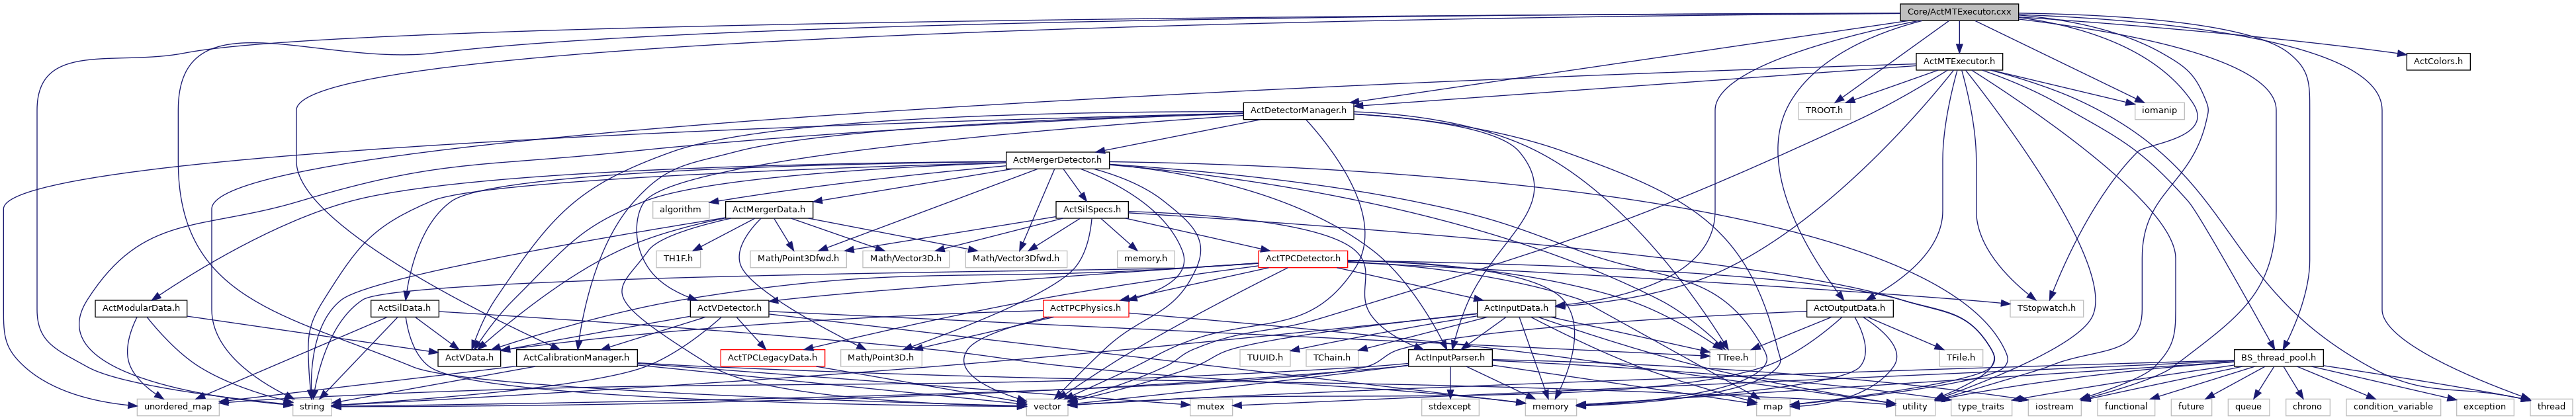 Core/ActMTExecutor.cxx
ActMTExecutor.h
ActColors.h
ActDetectorManager.h
TROOT.h
iomanip
ActMergerDetector.h
algorithm
ActMergerData.h
ActSilSpecs.h
TH1F.h
Math/Point3Dfwd.h
Math/Vector3D.h
Math/Vector3Dfwd.h
memory.h
ActTPCDetector.h
ActModularData.h
ActSilData.h
ActVDetector.h
ActTPCPhysics.h
ActInputData.h
ActOutputData.h
TStopwatch.h
ActVData.h
ActCalibrationManager.h
ActTPCLegacyData.h
Math/Point3D.h
TUUID.h
TChain.h
ActInputParser.h
TTree.h
TFile.h
BS_thread_pool.h
unordered_map
string
vector
mutex
stdexcept
memory
map
utility
type_traits
iostream
functional
future
queue
chrono
condition_variable
exception
thread